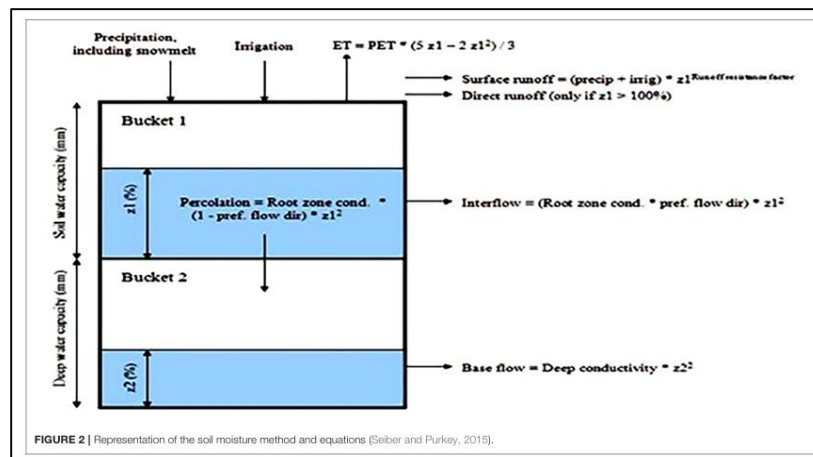 Precipitation,
including snowmelt
Irrigation
ET = PET * (5 z1 – 2 z1²) / 3
Surface runoff = (precip + irrig) * z1^Runoff resistance factor
Direct runoff (only if z1 > 100%)
Bucket 1
Soil water capacity (mm)
z1 (%)
Percolation = Root zone cond. *
(1 - pref. flow dir) * z1²
Interflow = (Root zone cond. * pref. flow dir) * z1²
Bucket 2
Deep water capacity (mm)
z2 (%)
Base flow = Deep conductivity * z2²
FIGURE 2 | Representation of the soil moisture method and equations (Seiber and Purkey, 2015).